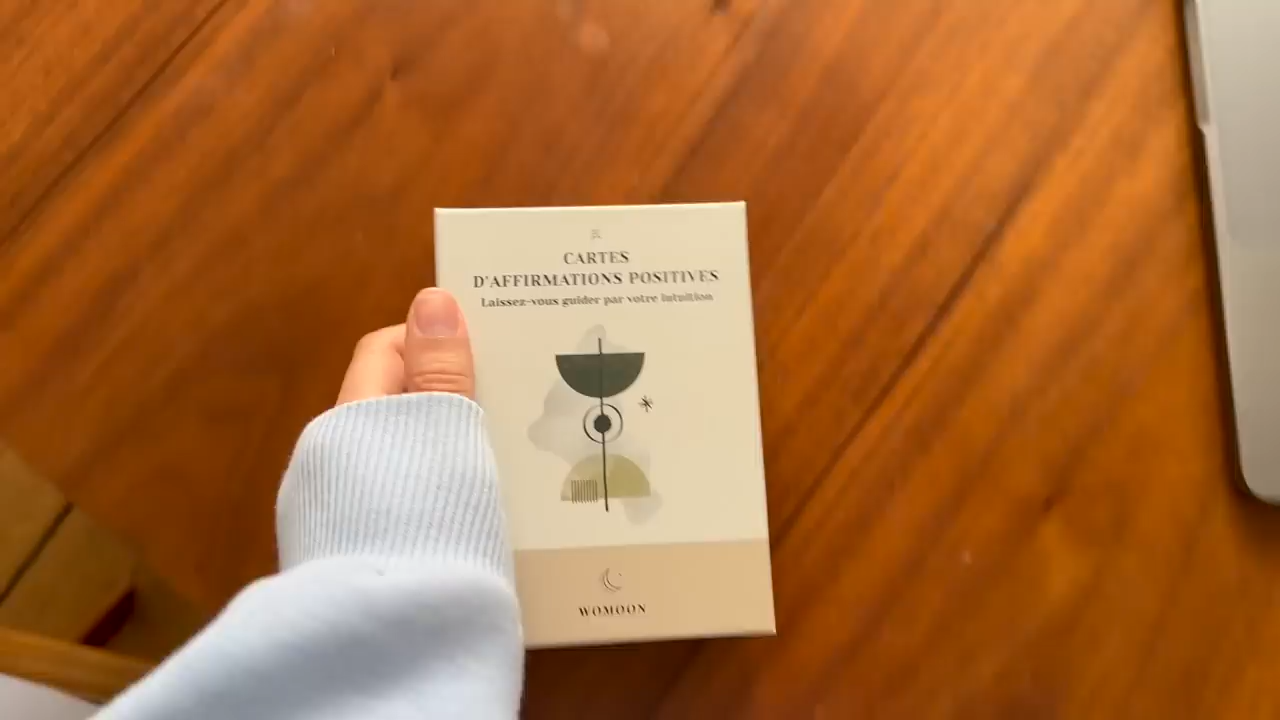 CARTES
D'AFFIRMATIONS POSITIVES
Laissez-vous guider par votre intuition
WOMOON